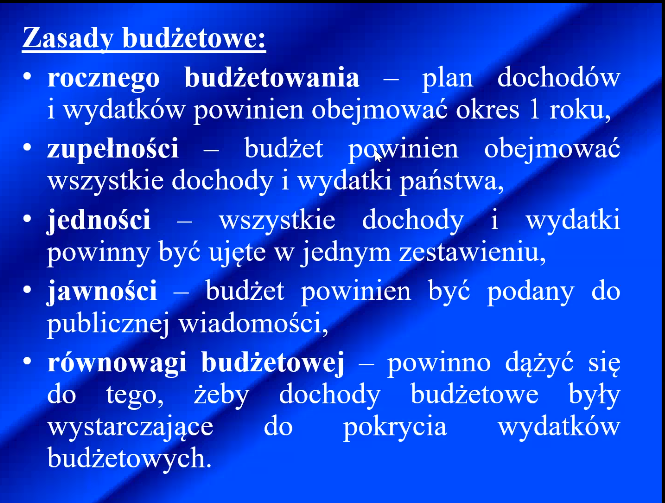 Zasady budżetowe:
• rocznego budżetowania – plan dochodów
i wydatków powinien obejmować okres 1 roku,
• zupełności – budżet powinien obejmować
wszystkie dochody i wydatki państwa,
• jedności – wszystkie dochody i wydatki
powinny być ujęte w jednym zestawieniu,
• jawności – budżet powinien być podany do
publicznej wiadomości,
• równowagi budżetowej – powinno dążyć się
do tego, żeby dochody budżetowe były
wystarczające do pokrycia wydatków
budżetowych.